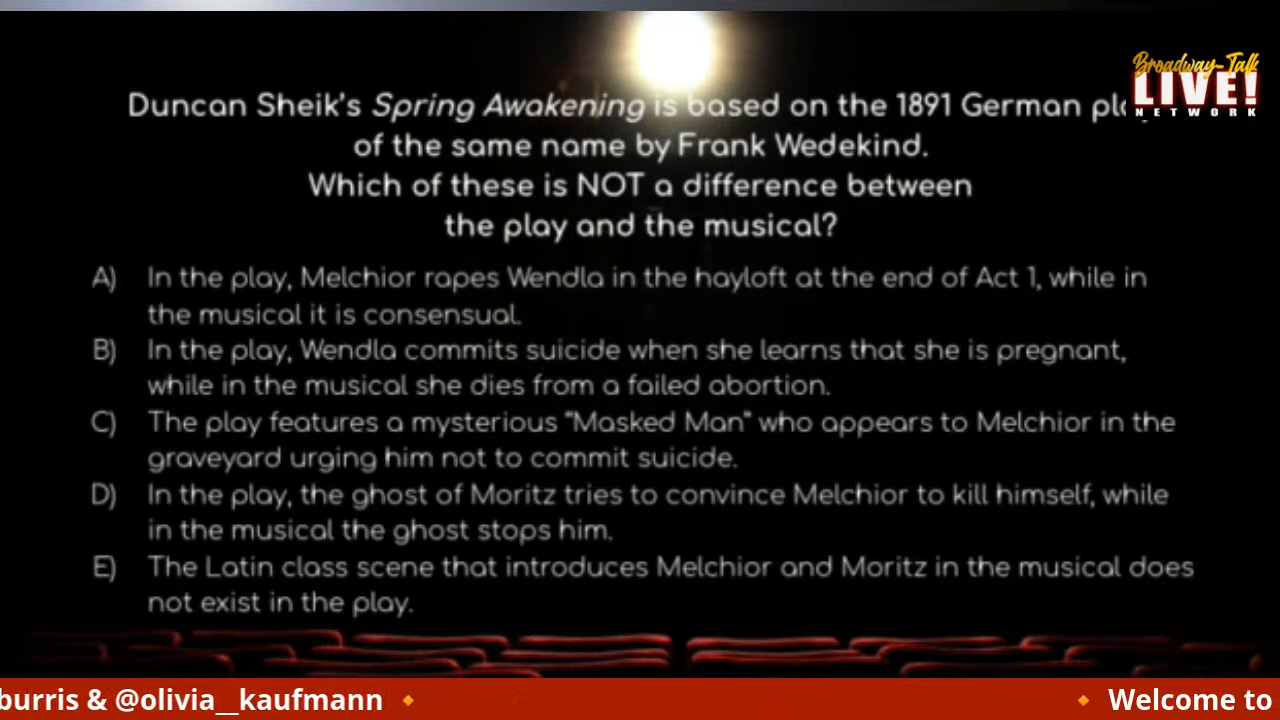 Broadway-Talk
LIVE!
NETWORK
Duncan Sheik's Spring Awakening is based on the 1891 German
of the same name by Frank Wedekind.
Which of these is NOT a difference between
the play and the musical?
A) In the play, Melchior rapes Wendla in the hayloft at the end of Act 1, while in
the musical it is consensual.
B) In the play, Wendla commits suicide when she learns that she is pregnant,
while in the musical she dies from a failed abortion.
C) The play features a mysterious "Masked Man" who appears to Melchior in the
graveyard urging him not to commit suicide.
D) In the play, the ghost of Moritz tries to convince Melchior to kill himself, while
in the musical the ghost stops him.
E) The Latin class scene that introduces Melchior and Moritz in the musical does
not exist in the play.
burris & @olivia__kaufmann 🔸 🔸 Welcome to